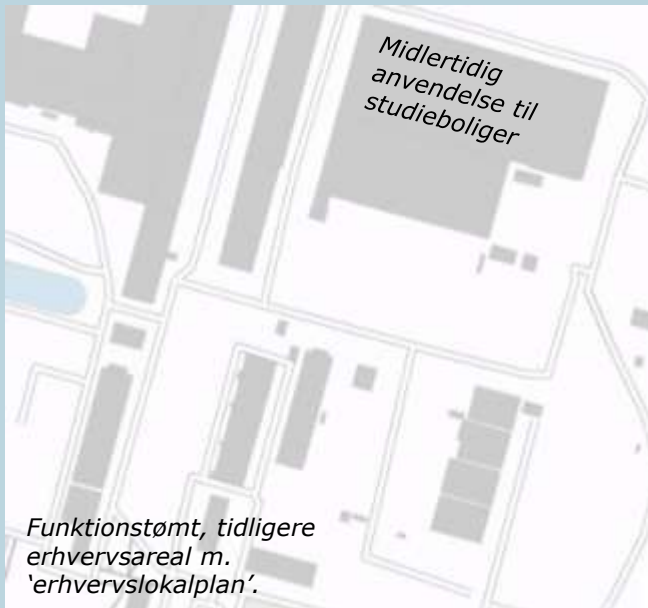 Midlertidig
anvendelse til
studieboliger
Funktionstømt, tidligere
erhvervsareal m.
‘erhvervslokalplan’.